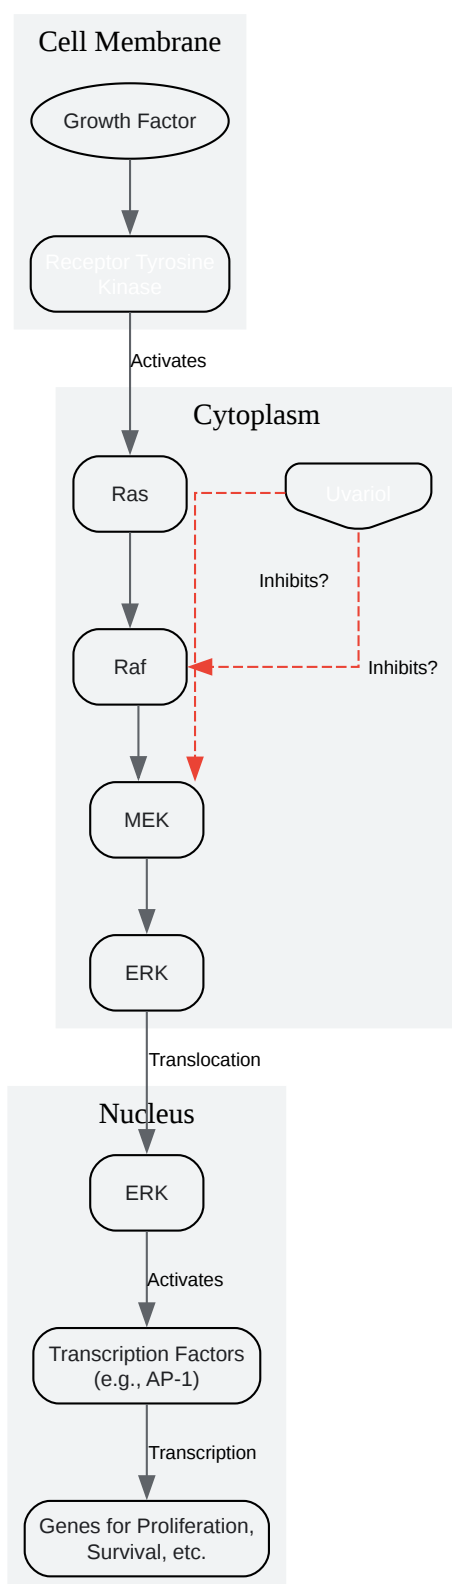 Cell Membrane
Growth Factor
Receptor Tyrosine
Kinase
Activates
Cytoplasm
Ras
Uvariol
Inhibits?
Raf
Inhibits?
MEK
ERK
Translocation
Nucleus
ERK
Activates
Transcription Factors
(e.g., AP-1)
Transcription
Genes for Proliferation,
Survival, etc.